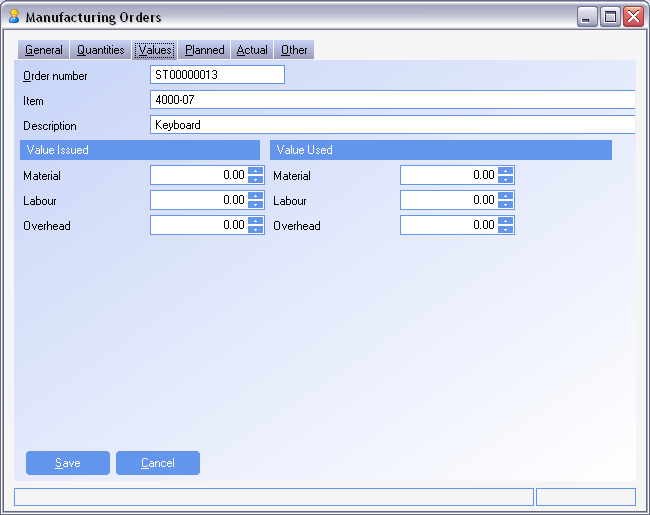 Manufacturing Orders
General Quantities Values Planned Actual Other
Order number ST00000013
Item 4000-07
Description Keyboard
Value Issued Value Used
Material 0.00 Material 0.00
Labour 0.00 Labour 0.00
Overhead 0.00 Overhead 0.00
Save Cancel